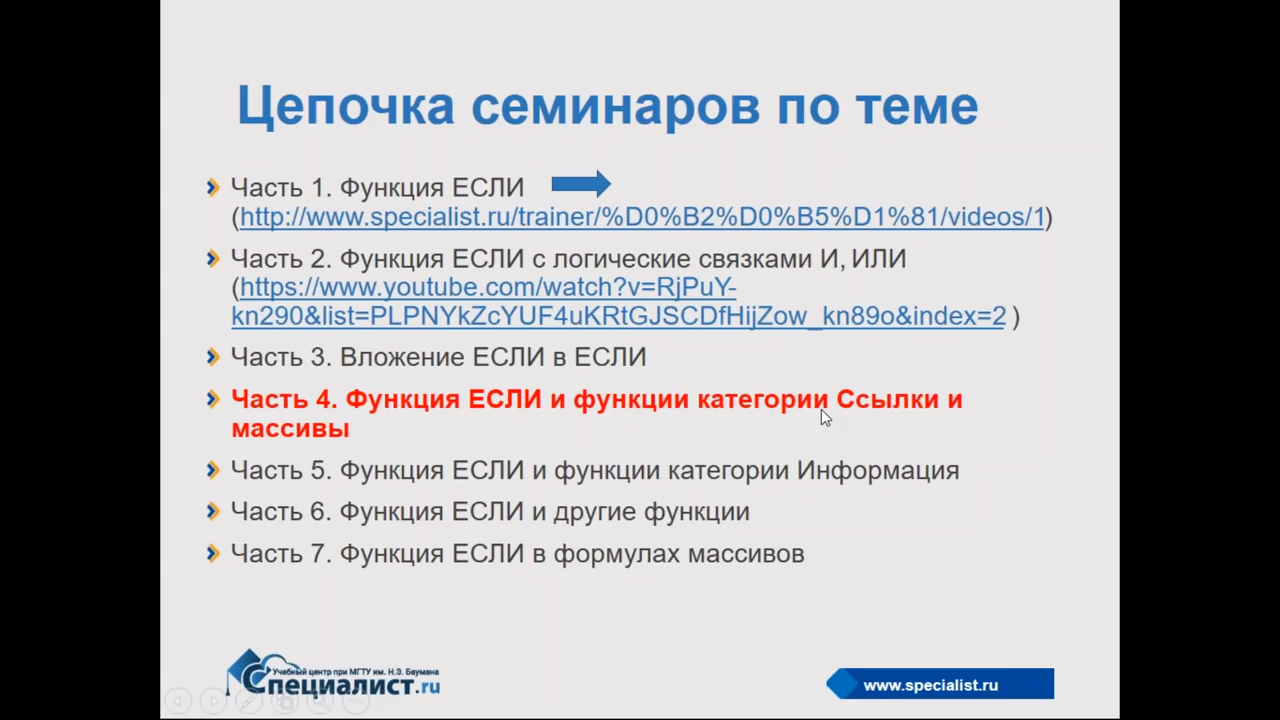 Цепочка семинаров по теме
Часть 1. Функция ЕСЛИ
(http://www.specialist.ru/trainer/%D0%B2%D0%B5%D1%81/videos/1)
Часть 2. Функция ЕСЛИ с логические связками И, ИЛИ
(https://www.youtube.com/watch?v=RjPuY-
kn290&list=PLPNYkZcYUF4uKRtGJSCDfHijZow_kn89o&index=2 )
Часть 3. Вложение ЕСЛИ в ЕСЛИ
Часть 4. Функция ЕСЛИ и функции категории Ссылки и
массивы
Часть 5. Функция ЕСЛИ и функции категории Информация
Часть 6. Функция ЕСЛИ и другие функции
Часть 7. Функция ЕСЛИ в формулах массивов
Учебный центр при МГТУ им. Н.Э. Баумана
Специалист.ru
www.specialist.ru